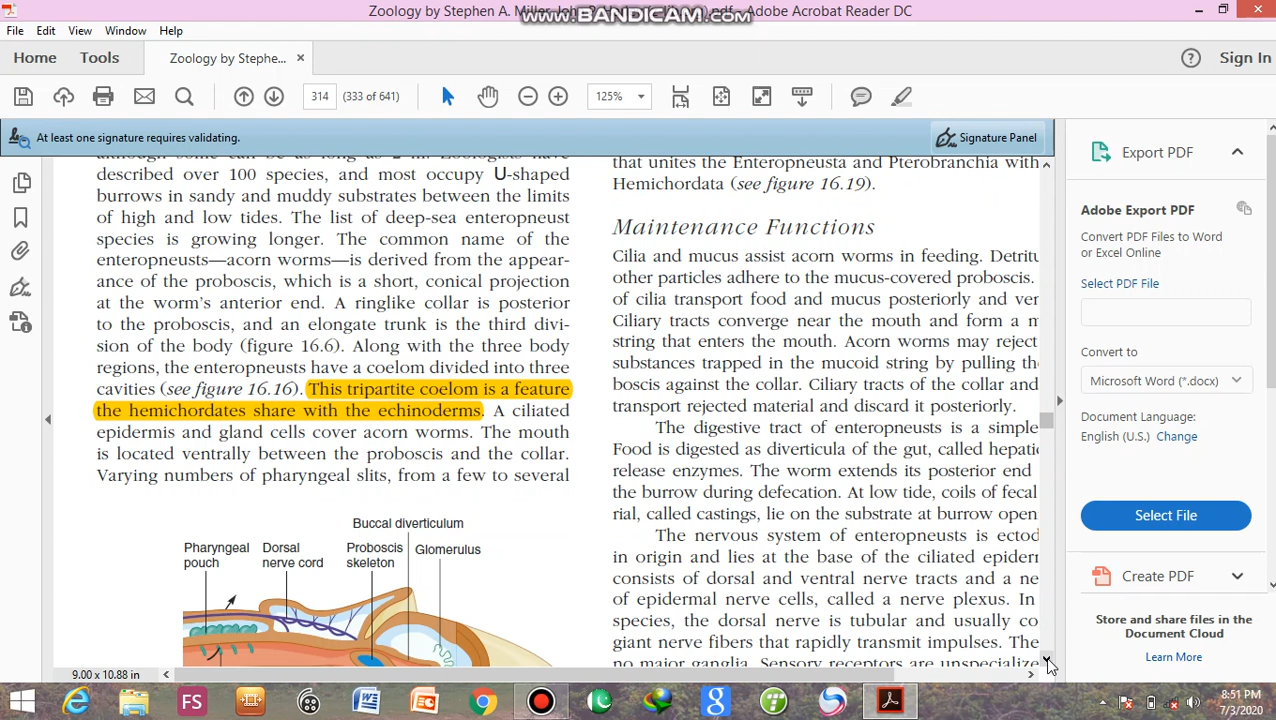 Zoology by Stephen A. Miller, John P. .pdf - Adobe Acrobat Reader DC
www.BANDICAM.com
File Edit View Window Help
Home Tools Zoology by Stephe... × Sign In
314 (333 of 641) 125%
At least one signature requires validating. Signature Panel
although some can be as long as 2 m. Zoologists have
described over 100 species, and most occupy U-shaped
burrows in sandy and muddy substrates between the limits
of high and low tides. The list of deep-sea enteropneust
species is growing longer. The common name of the
enteropneusts—acorn worms—is derived from the appear-
ance of the proboscis, which is a short, conical projection
at the worm's anterior end. A ringlike collar is posterior
to the proboscis, and an elongate trunk is the third divi-
sion of the body (figure 16.6). Along with the three body
regions, the enteropneusts have a coelom divided into three
cavities (see figure 16.16). This tripartite coelom is a feature
the hemichordates share with the echinoderms. A ciliated
epidermis and gland cells cover acorn worms. The mouth
is located ventrally between the proboscis and the collar.
Varying numbers of pharyngeal slits, from a few to several
Buccal diverticulum
Pharyngeal
pouch
Dorsal
nerve cord
Proboscis
skeleton
Glomerulus
that unites the Enteropneusta and Pterobranchia with
Hemichordata (see figure 16.19).
Maintenance Functions
Cilia and mucus assist acorn worms in feeding. Detritu
other particles adhere to the mucus-covered proboscis.
of cilia transport food and mucus posteriorly and ver
Ciliary tracts converge near the mouth and form a m
string that enters the mouth. Acorn worms may reject
substances trapped in the mucoid string by pulling th
boscis against the collar. Ciliary tracts of the collar and
transport rejected material and discard it posteriorly.
The digestive tract of enteropneusts is a simple
Food is digested as diverticula of the gut, called hepatic
release enzymes. The worm extends its posterior end
the burrow during defecation. At low tide, coils of fecal
rial, called castings, lie on the substrate at burrow open
The nervous system of enteropneusts is ectod
in origin and lies at the base of the ciliated epidern
consists of dorsal and ventral nerve tracts and a ne
of epidermal nerve cells, called a nerve plexus. In
species, the dorsal nerve is tubular and usually co
giant nerve fibers that rapidly transmit impulses. The
no major ganglia. Sensory receptors are unspecialize
Export PDF
Adobe Export PDF
Convert PDF Files to Word
or Excel Online
Select PDF File
Convert to
Microsoft Word (*.docx)
Document Language:
English (U.S.) Change
Select File
Create PDF
Store and share files in the
Document Cloud
Learn More
9.00 x 10.88 in
FS
8:51 PM
7/3/2020